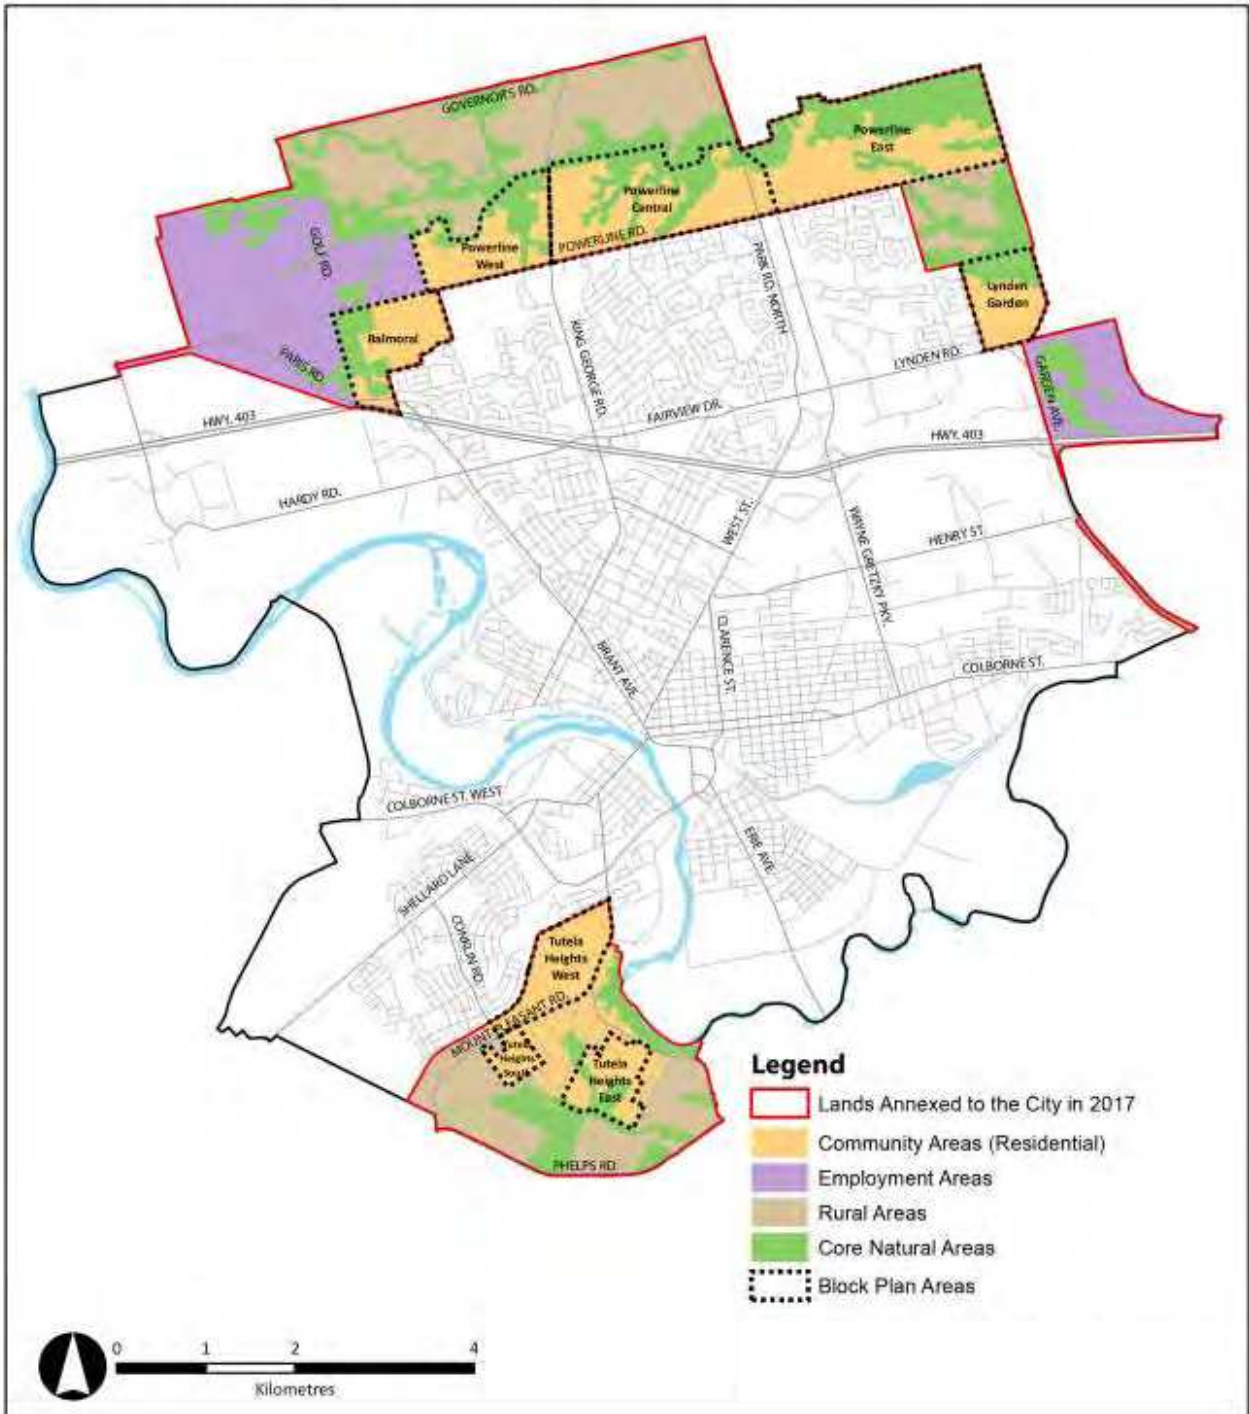 GOVERNOR'S RD.
Powerline
East
Powerline
Central
GOLF RD.
Powerline
West
POWERLINE RD.
PARK RD. NORTH
Lynden
Garden
Balmoral
KING GEORGE RD.
PARIS RD.
LYNDEN RD.
GARDEN AVE.
FAIRVIEW DR.
HWY. 403
HWY. 403
HARDY RD.
WEST ST.
WAYNE GRETZKY PKY.
HENRY ST.
CLARENCE ST.
BRANT AVE.
COLBORNE ST.
COLBORNE ST. WEST
ERIE AVE.
SHELLARD LANE
CONKLIN RD.
Tutela
Heights
West
MOUNT PLEASANT RD.
Tutela
Heights
South
Tutela
Heights
East
PHELPS RD.
Legend
Lands Annexed to the City in 2017
Community Areas (Residential)
Employment Areas
Rural Areas
Core Natural Areas
Block Plan Areas
0 1 2 4
Kilometres